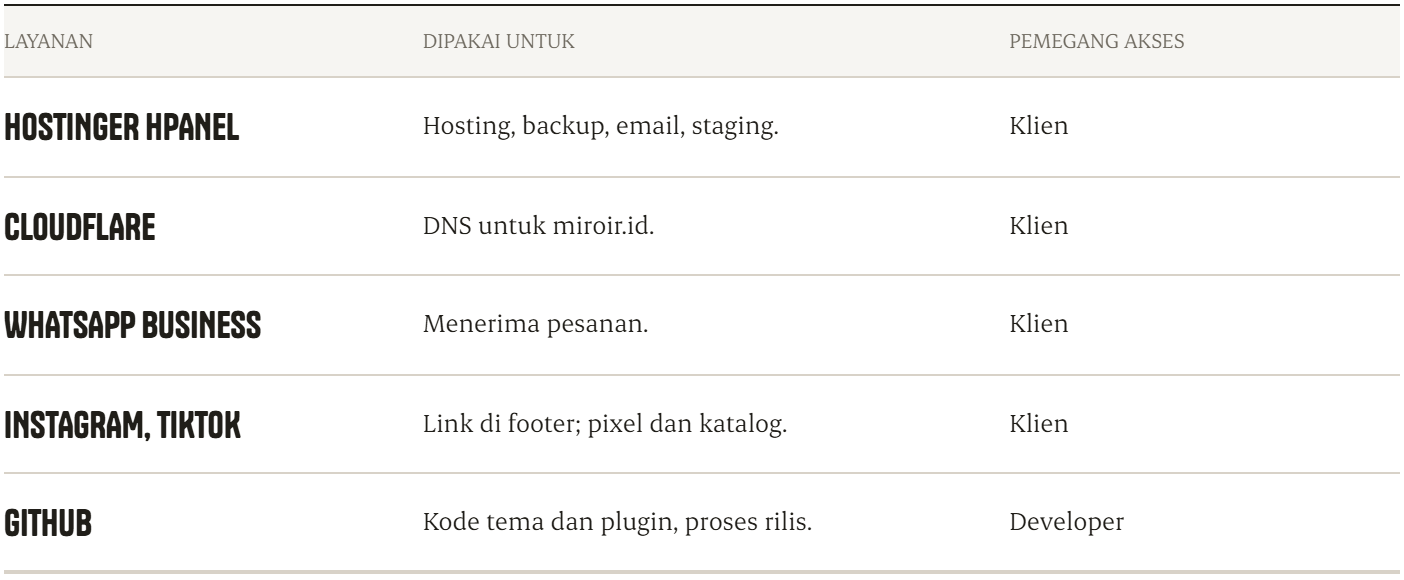 LAYANAN DIPAKAI UNTUK PEMEGANG AKSES
HOSTINGER HPANEL Hosting, backup, email, staging. Klien
CLOUDFLARE DNS untuk miroir.id. Klien
WHATSAPP BUSINESS Menerima pesanan. Klien
INSTAGRAM, TIKTOK Link di footer; pixel dan katalog. Klien
GITHUB Kode tema dan plugin, proses rilis. Developer